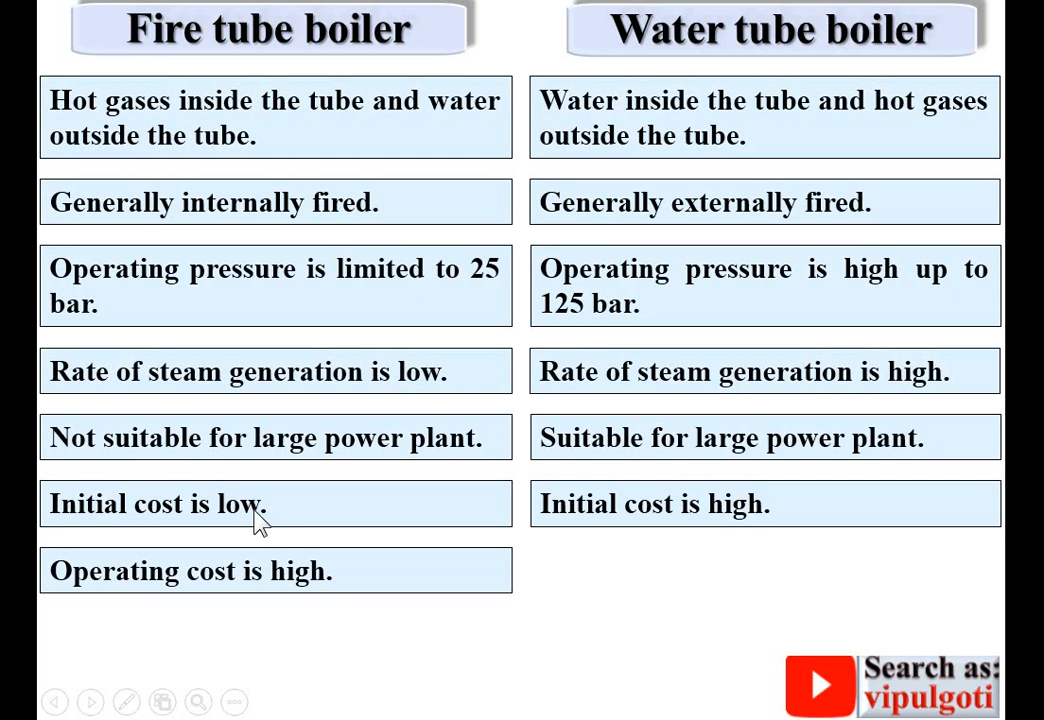 Fire tube boiler
Water tube boiler
Hot gases inside the tube and water
outside the tube.
Water inside the tube and hot gases
outside the tube.
Generally internally fired.
Generally externally fired.
Operating pressure is limited to 25
bar.
Operating pressure is high up to
125 bar.
Rate of steam generation is low.
Rate of steam generation is high.
Not suitable for large power plant.
Suitable for large power plant.
Initial cost is low.
Initial cost is high.
Operating cost is high.
Search as:
vipulgoti